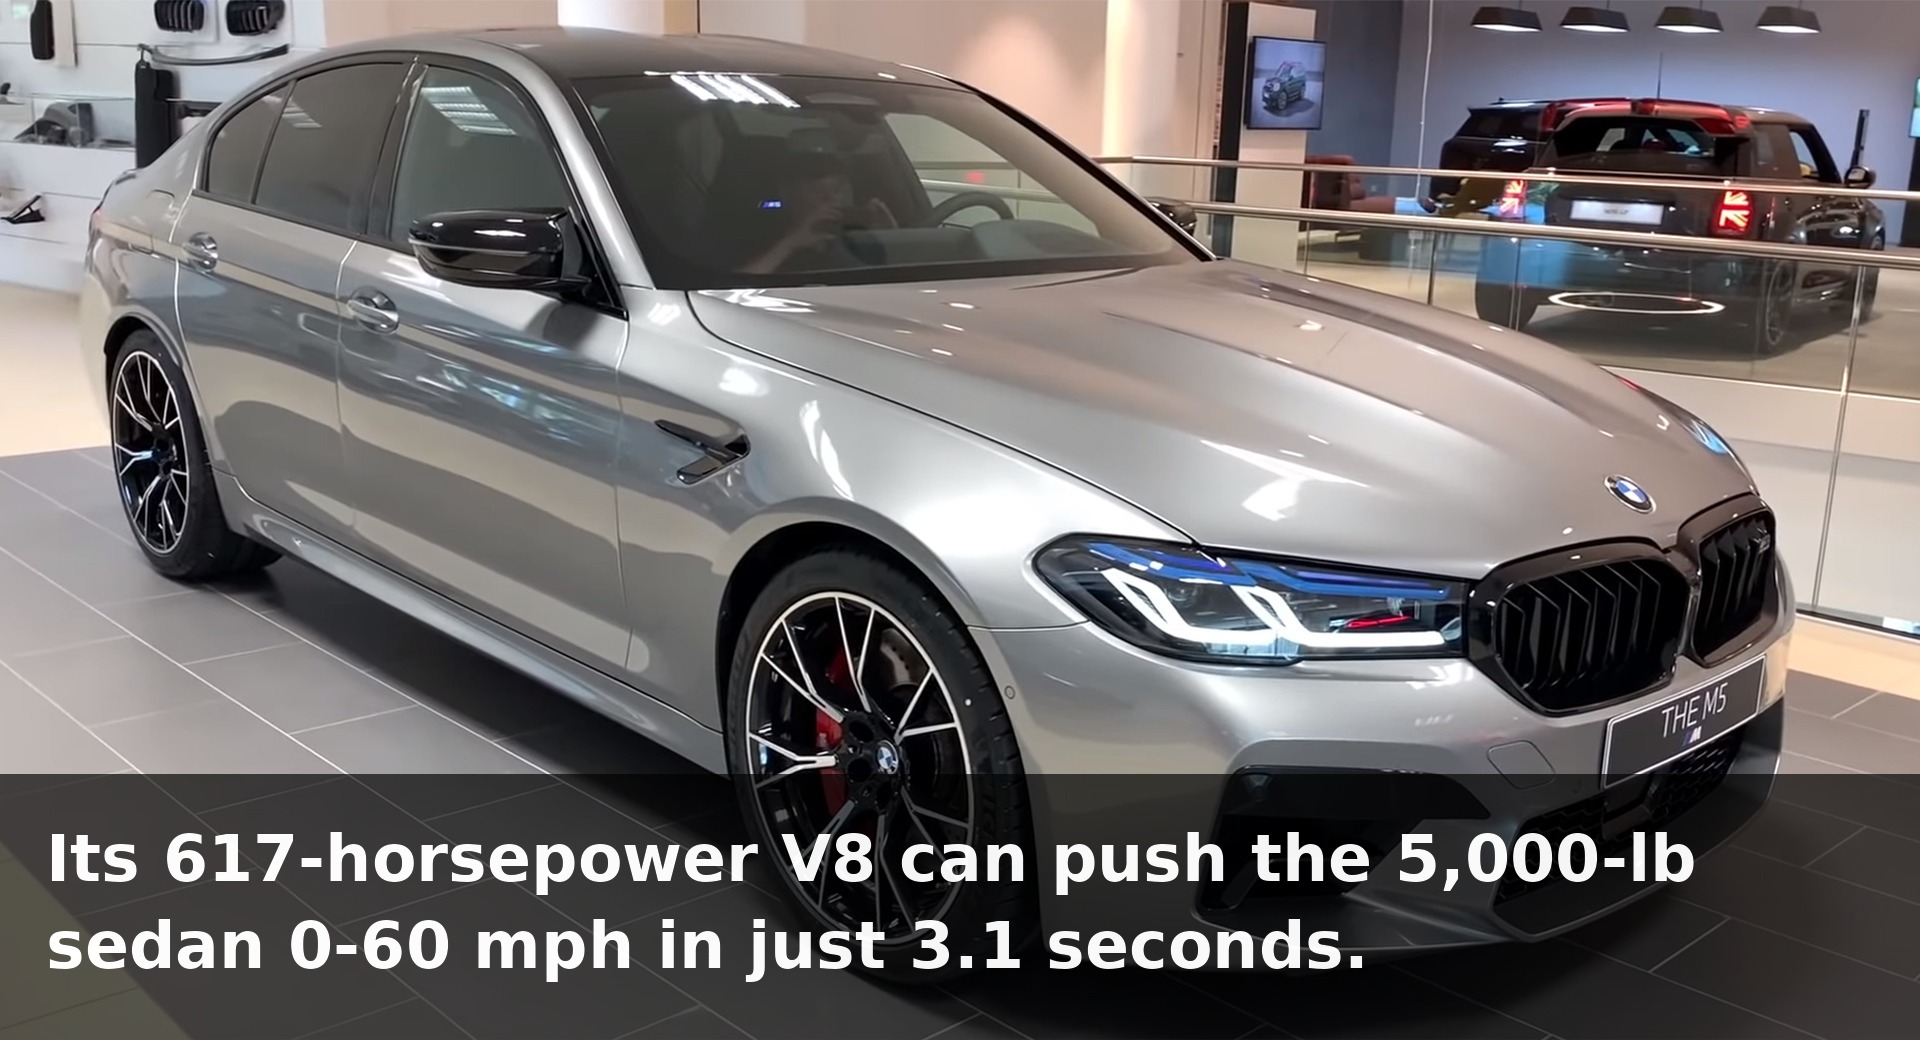 THE M5
Its 617-horsepower V8 can push the 5,000-lb
sedan 0-60 mph in just 3.1 seconds.